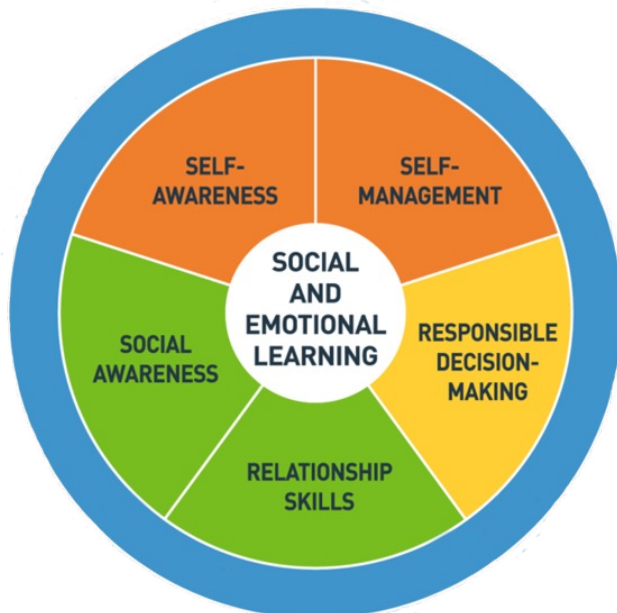 SELF-
AWARENESS
SELF-
MANAGEMENT
SOCIAL
AND
EMOTIONAL
LEARNING
SOCIAL
AWARENESS
RESPONSIBLE
DECISION-
MAKING
RELATIONSHIP
SKILLS